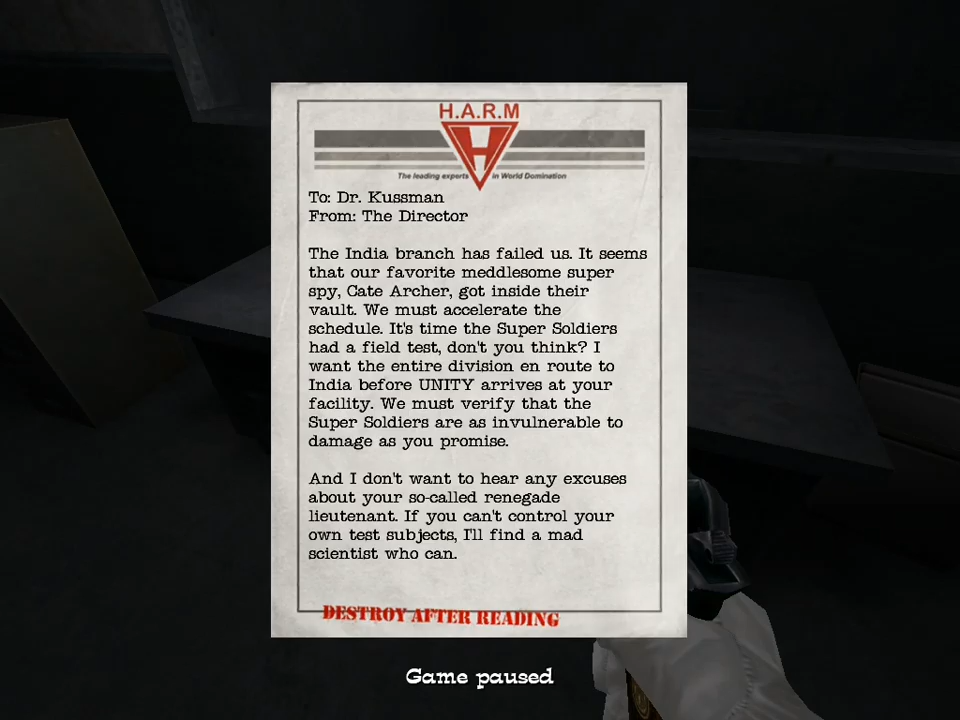 H.A.R.M
H
The leading experts in World Domination
To: Dr. Kussman
From: The Director
The India branch has failed us. It seems
that our favorite meddlesome super
spy, Cate Archer, got inside their
vault. We must accelerate the
schedule. It's time the Super Soldiers
had a field test, don't you think? I
want the entire division en route to
India before UNITY arrives at your
facility. We must verify that the
Super Soldiers are as invulnerable to
damage as you promise.
And I don't want to hear any excuses
about your so-called renegade
lieutenant. If you can't control your
own test subjects, I'll find a mad
scientist who can.
DESTROY AFTER READING
Game paused